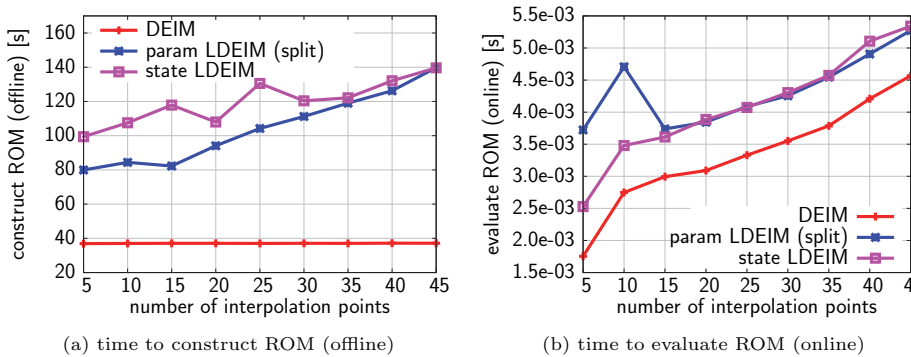 160
140
120
100
80
60
40
20
construct ROM (offline) [s]
DEIM
param LDEIM (split)
state LDEIM
5 10 15 20 25 30 35 40 45
number of interpolation points
(a) time to construct ROM (offline)
5.5e-03
5.0e-03
4.5e-03
4.0e-03
3.5e-03
3.0e-03
2.5e-03
2.0e-03
1.5e-03
evaluate ROM (online) [s]
DEIM
param LDEIM (split)
state LDEIM
5 10 15 20 25 30 35 40 4
number of interpolation points
(b) time to evaluate ROM (online)